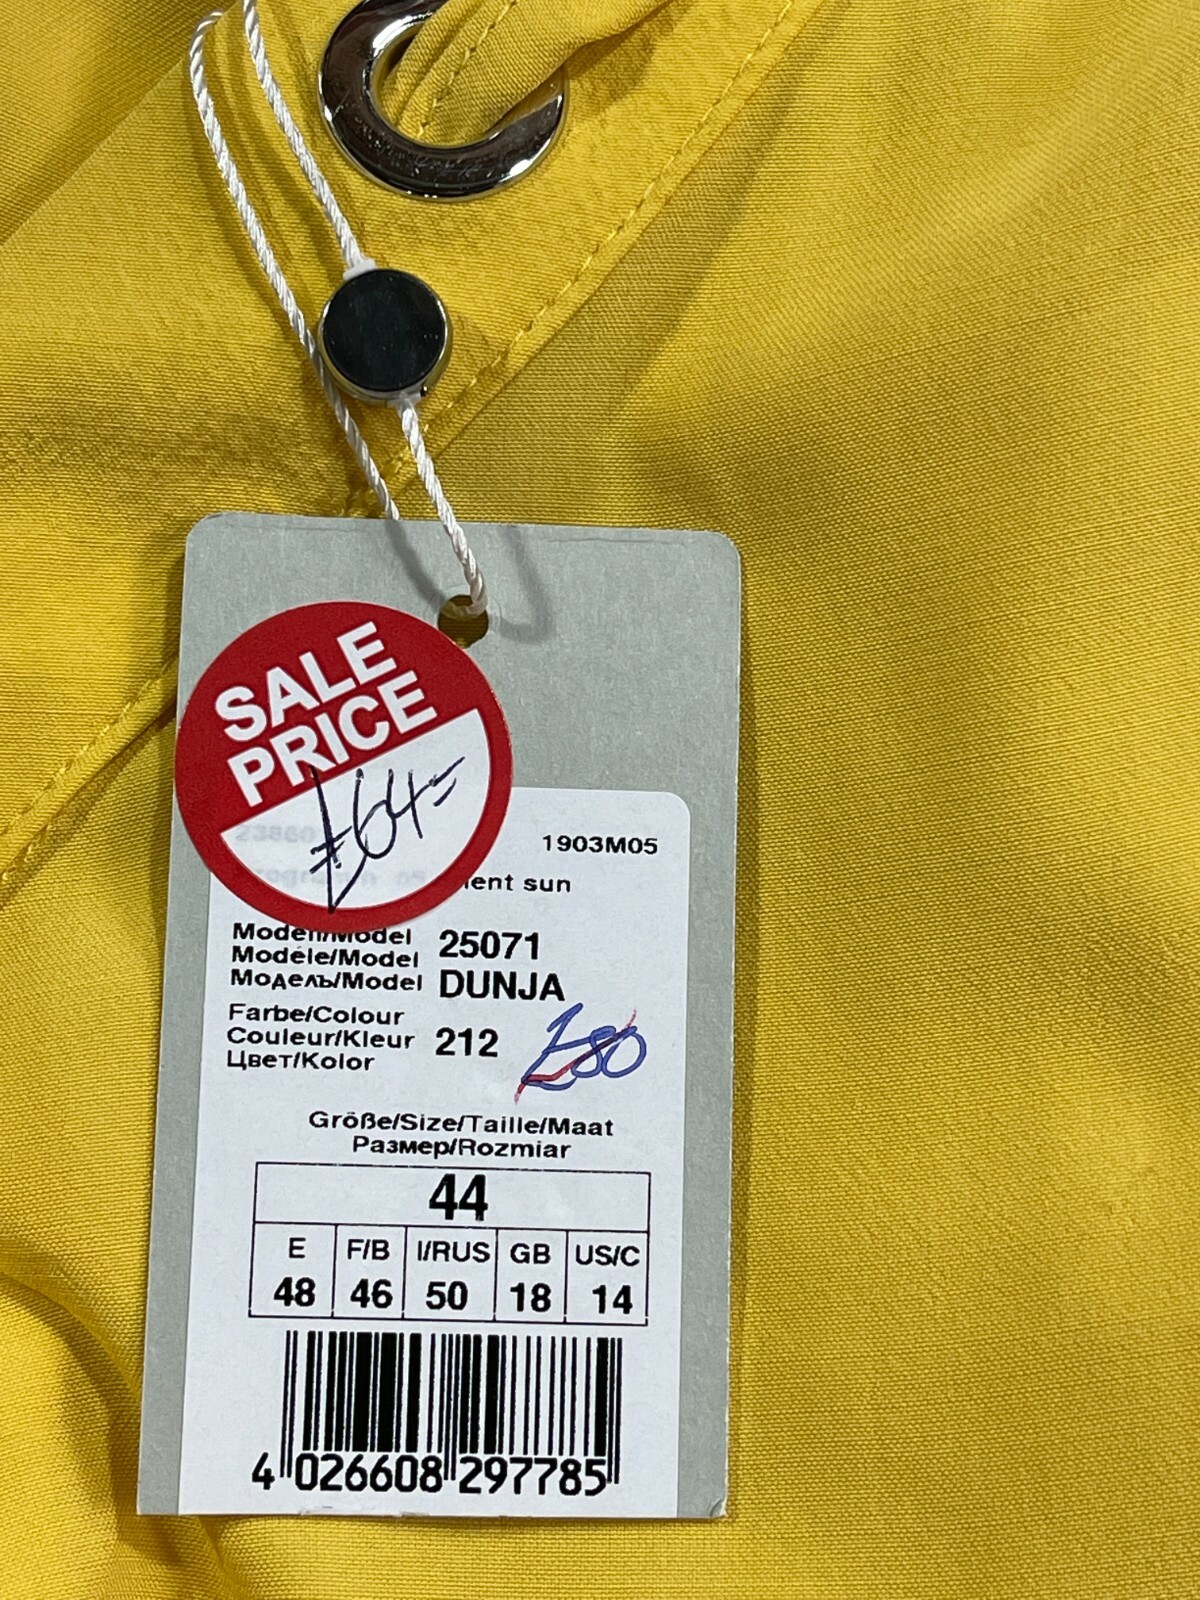 SALE
PRICE
£64=
23860
1903M05
ment sun
Modell/Model
Modèle/Model
Модель/Model
25071
DUNJA
Farbe/Colour
Couleur/Kleur
Цвет/Kolor
212
£80
Größe/Size/Taille/Maat
Размер/Rozmiar
44
E F/B I/RUS GB US/C
48 46 50 18 14
4 026608 297785